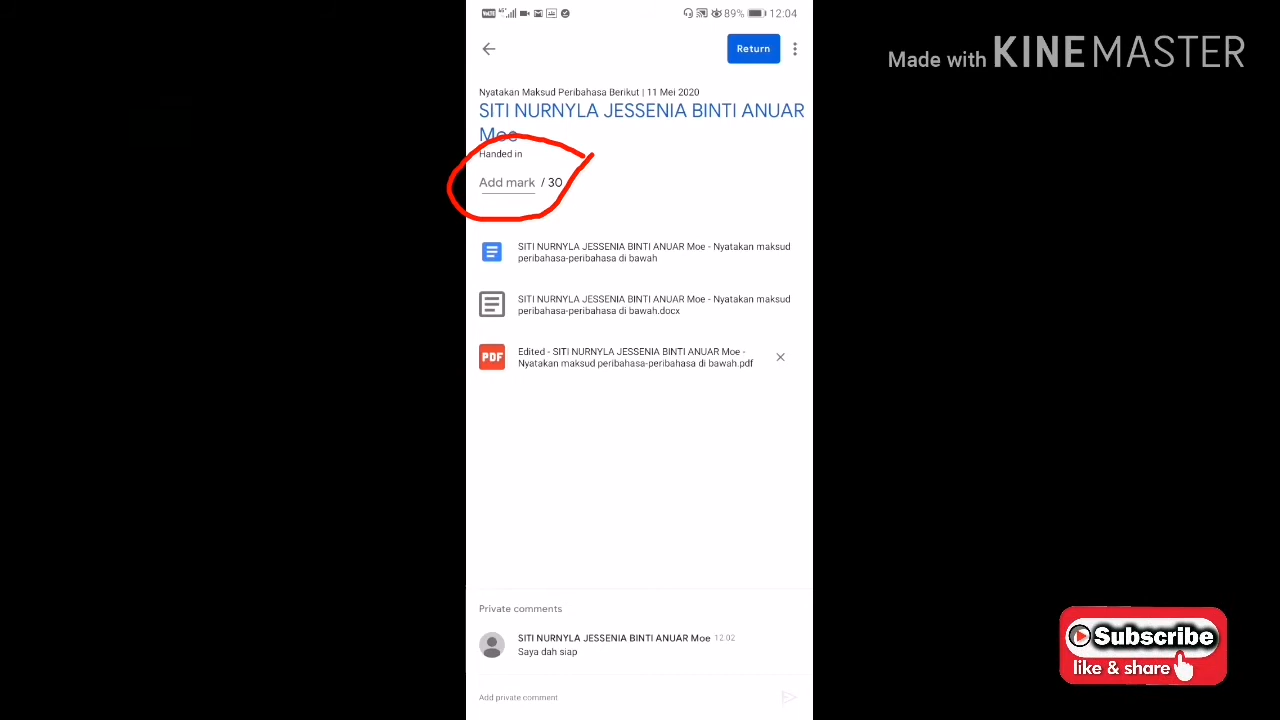 89% 12:04
Made with KINEMASTER
Return
Nyatakan Maksud Peribahasa Berikut | 11 Mei 2020
SITI NURNYLA JESSENIA BINTI ANUAR
Moe
Handed in
Add mark / 30
SITI NURNYLA JESSENIA BINTI ANUAR Moe - Nyatakan maksud
peribahasa-peribahasa di bawah
SITI NURNYLA JESSENIA BINTI ANUAR Moe - Nyatakan maksud
peribahasa-peribahasa di bawah.docx
PDF
Edited - SITI NURNYLA JESSENIA BINTI ANUAR Moe -
Nyatakan maksud peribahasa-peribahasa di bawah.pdf
Private comments
SITI NURNYLA JESSENIA BINTI ANUAR Moe 12:02
Saya dah siap
Add private comment
Subscribe
like & share